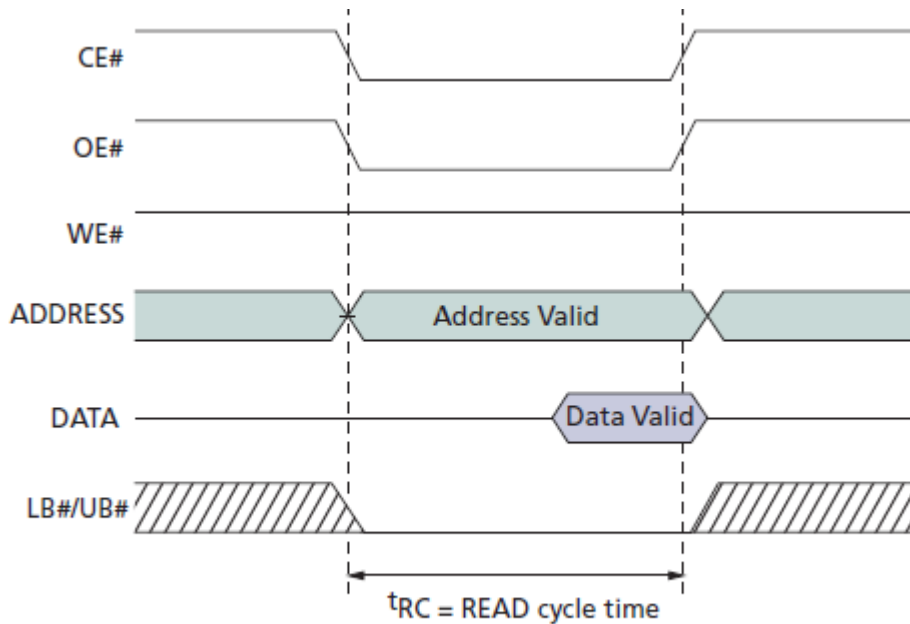 CE#
OE#
WE#
ADDRESS
Address Valid
DATA
Data Valid
LB#/UB#
tRC = READ cycle time